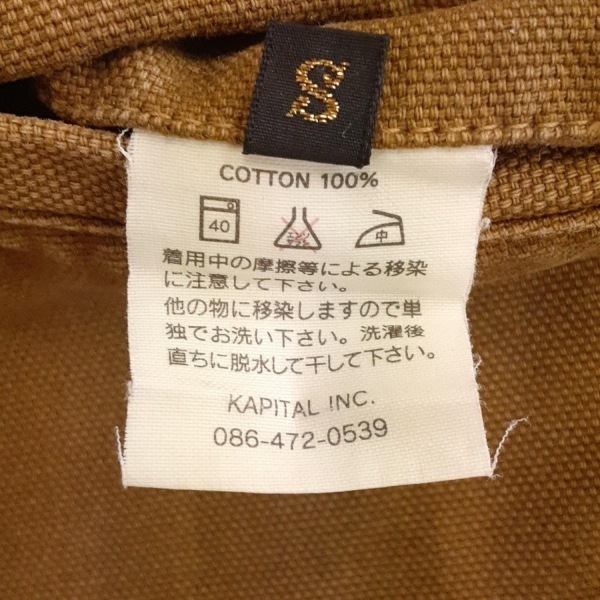 S
COTTON 100%
40 中
着用中の摩擦等による移染
に注意して下さい。
他の物に移染しますので単
独でお洗い下さい。洗濯後
直ちに脱水して干して下さい。
KAPITAL INC.
086-472-0539